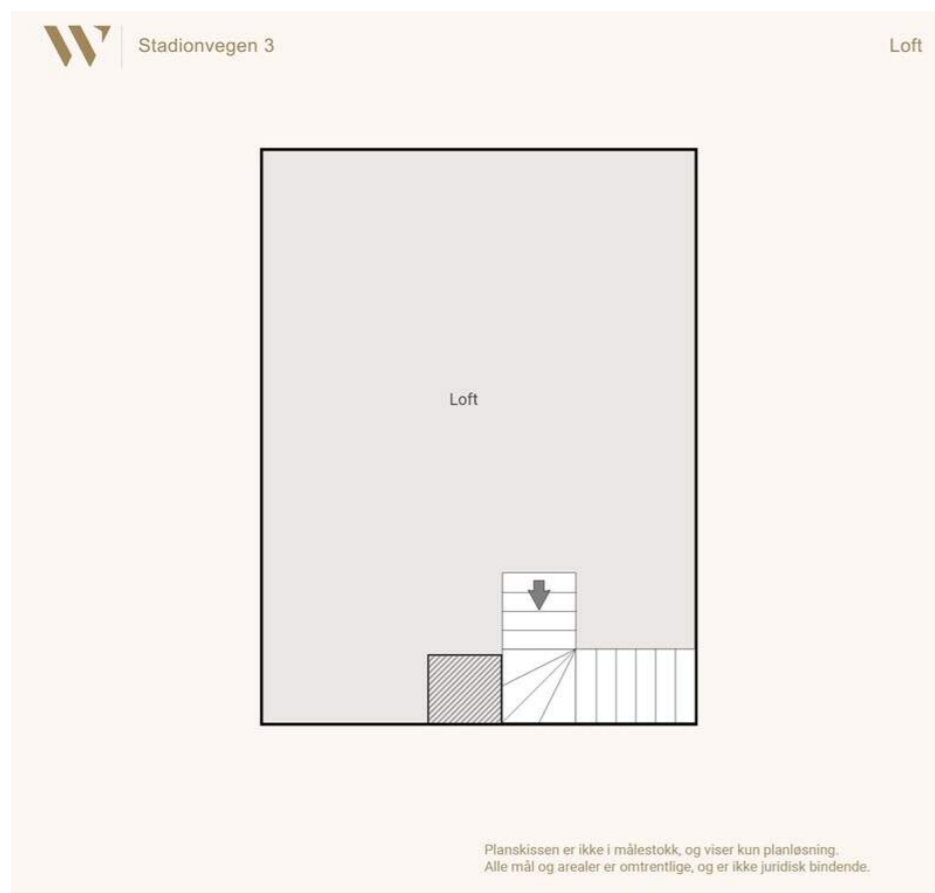 Stadionvegen 3
Loft
Loft
Planskissen er ikke i målestokk, og viser kun planløsning.
Alle mål og arealer er omtrentlige, og er ikke juridisk bindende.